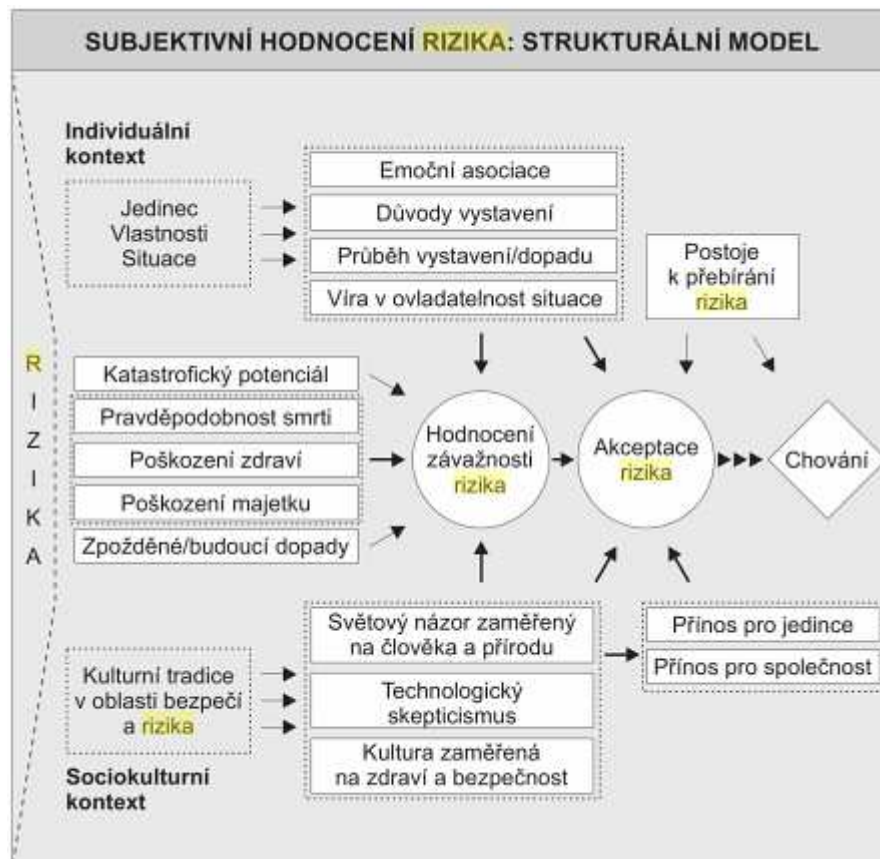 SUBJEKTIVNÍ HODNOCENÍ RIZIKA: STRUKTURÁLNÍ MODEL
Individuální
kontext
Jedinec
Vlastnosti
Situace
Emoční asociace
Důvody vystavení
Průběh vystavení/dopadu
Víra v ovladatelnost situace
Postoje
k přebírání
rizika
R
I
Z
I
K
A
Katastrofický potenciál
Pravděpodobnost smrti
Poškození zdraví
Poškození majetku
Zpožděné/budoucí dopady
Hodnocení
závažnosti
rizika
Akceptace
rizika
Chování
Kulturní tradice
v oblasti bezpečí
a rizika
Sociokulturní
kontext
Světový názor zaměřený
na člověka a přírodu
Technologický
skepticismus
Kultura zaměřená
na zdraví a bezpečnost
Přínos pro jedince
Přínos pro společnost